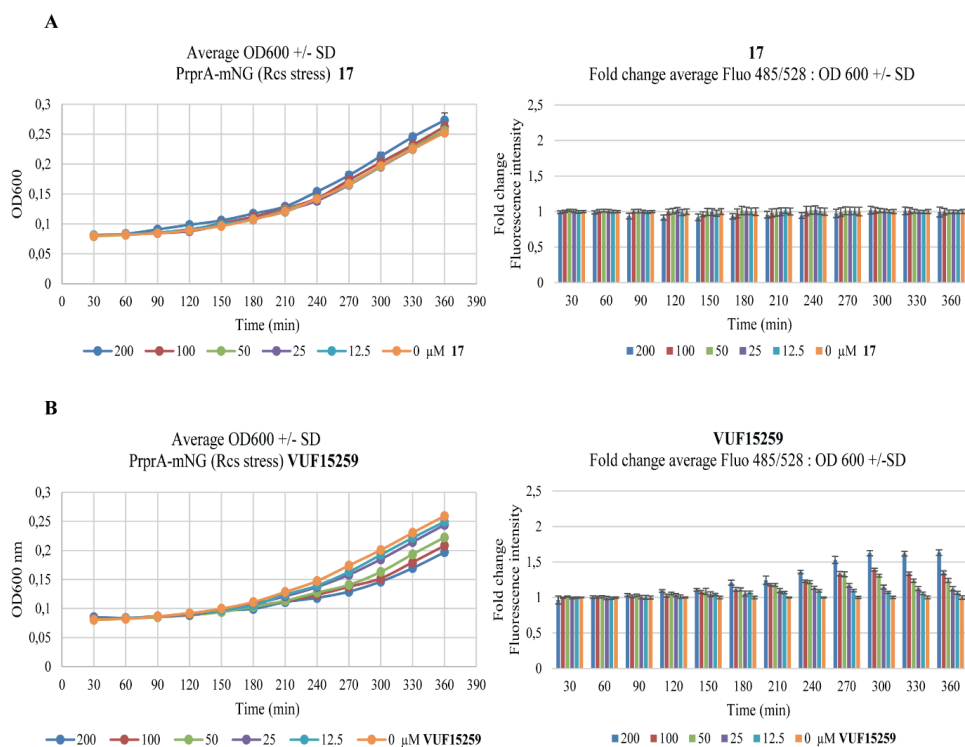 A
Average OD600 +/- SD
PrprA-mNG (Rcs stress) 17
0,3
0,25
0,2
0,15
0,1
0,05
0
OD600
0 30 60 90 120 150 180 210 240 270 300 330 360 390
Time (min)
200 100 50 25 12.5 0 µM 17
17
Fold change average Fluo 485/528 : OD 600 +/- SD
2,5
2
1,5
1
0,5
0
Fold change
Fluorescence intensity
30 60 90 120 150 180 210 240 270 300 330 360
Time (min)
200 100 50 25 12.5 0 µM 17
B
Average OD600 +/- SD
PrprA-mNG (Rcs stress) VUF15259
0,3
0,25
0,2
0,15
0,1
0,05
0
OD600 nm
0 30 60 90 120 150 180 210 240 270 300 330 360 390
Time (min)
200 100 50 25 12.5 0 µM VUF15259
VUF15259
Fold change average Fluo 485/528 : OD 600 +/-SD
2,5
2
1,5
1
0,5
0
Fold change
Fluorescence intensity
30 60 90 120 150 180 210 240 270 300 330 360
Time (min)
200 100 50 25 12.5 0 µM VUF15259